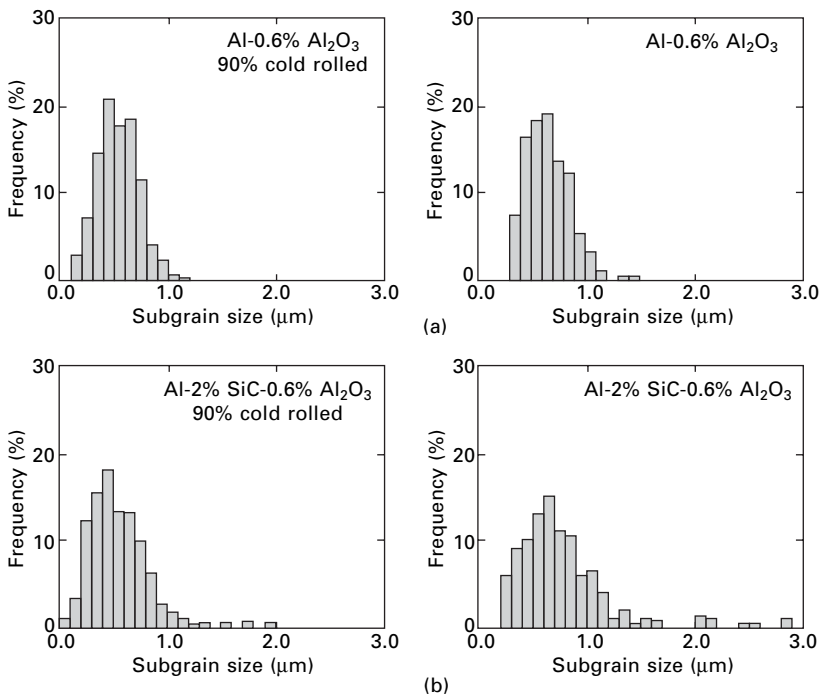 30
20
10
0
Frequency (%)
Al-0.6% Al₂O₃
90% cold rolled
0.0 1.0 2.0 3.0
Subgrain size (μm)
30
20
10
0
Frequency (%)
Al-0.6% Al₂O₃
0.0 1.0 2.0 3.0
Subgrain size (μm)
(a)
30
20
10
0
Frequency (%)
Al-2% SiC-0.6% Al₂O₃
90% cold rolled
0.0 1.0 2.0 3.0
Subgrain size (μm)
30
20
10
0
Frequency (%)
Al-2% SiC-0.6% Al₂O₃
0.0 1.0 2.0 3.0
Subgrain size (μm)
(b)